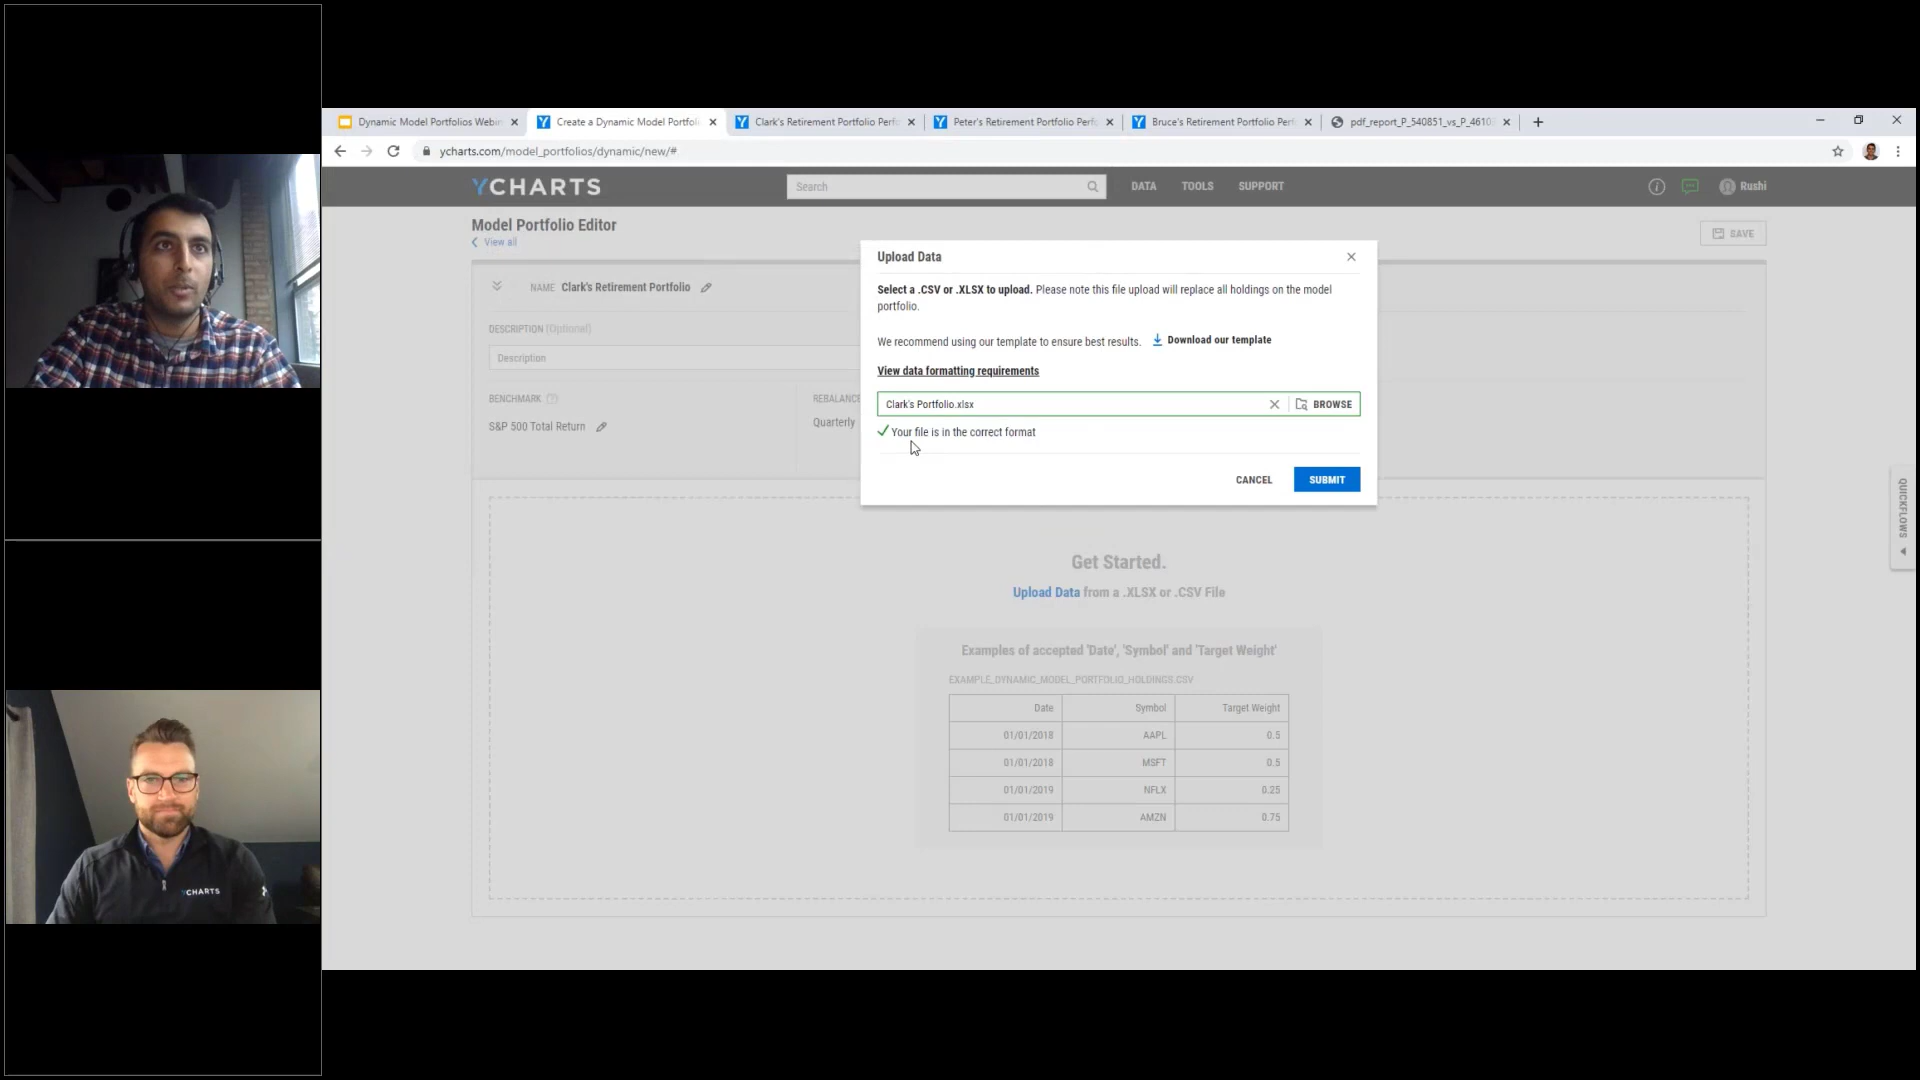 Dynamic Model Portfolios Webin
Create a Dynamic Model Portfoli
Clark's Retirement Portfolio Perfo
Peter's Retirement Portfolio Perfo
Bruce's Retirement Portfolio Perf
pdf_report_P_540851_vs_P_4610
ycharts.com/model_portfolios/dynamic/new/#
YCHARTS
Search
DATA
TOOLS
SUPPORT
Rushi
Model Portfolio Editor
View all
SAVE
NAME Clark's Retirement Portfolio
DESCRIPTION (Optional)
Description
BENCHMARK
S&P 500 Total Return
REBALANCE
Quarterly
Upload Data
Select a .CSV or .XLSX to upload. Please note this file upload will replace all holdings on the model
portfolio.
We recommend using our template to ensure best results. Download our template
View data formatting requirements
Clark's Portfolio.xlsx
BROWSE
Your file is in the correct format
CANCEL
SUBMIT
QUICKFLOWS
Get Started.
Upload Data from a .XLSX or .CSV File
Examples of accepted 'Date', 'Symbol' and 'Target Weight'
EXAMPLE_DYNAMIC_MODEL_PORTFOLIO_HOLDINGS.CSV
Date Symbol Target Weight
01/01/2018 AAPL 0.5
01/01/2018 MSFT 0.5
01/01/2019 NFLX 0.25
01/01/2019 AMZN 0.75
YCHARTS